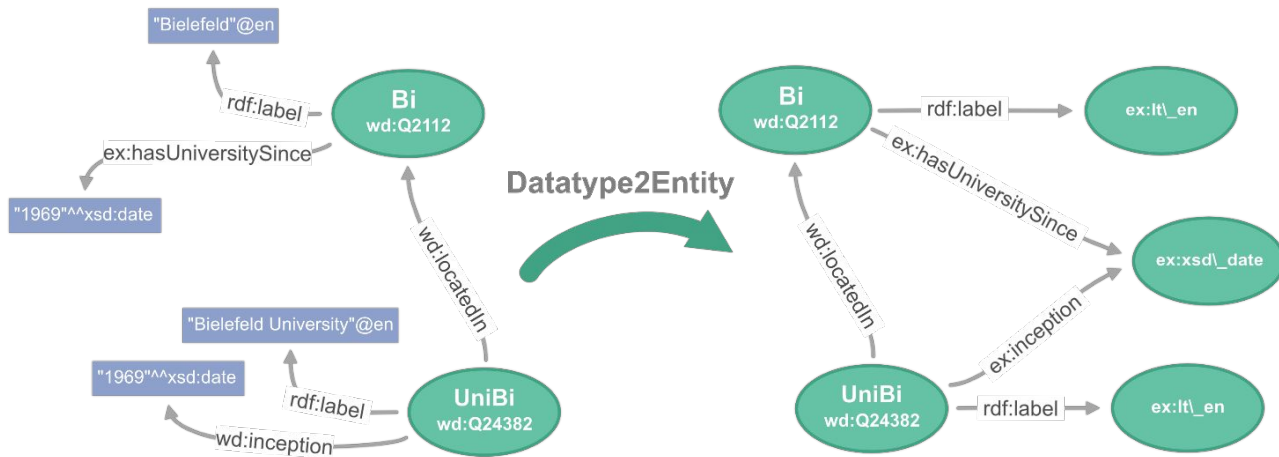 "Bielefeld"@en
rdf:label
Bi
wd:Q2112
ex:hasUniversitySince
"1969"^^xsd:date
wd:locatedIn
"Bielefeld University"@en
"1969"^^xsd:date
rdf:label
wd:inception
UniBi
wd:Q24382
Datatype2Entity
Bi
wd:Q2112
rdf:label
ex:lt\_en
ex:hasUniversitySince
wd:locatedIn
ex:xsd\_date
ex:inception
UniBi
wd:Q24382
rdf:label
ex:lt\_en